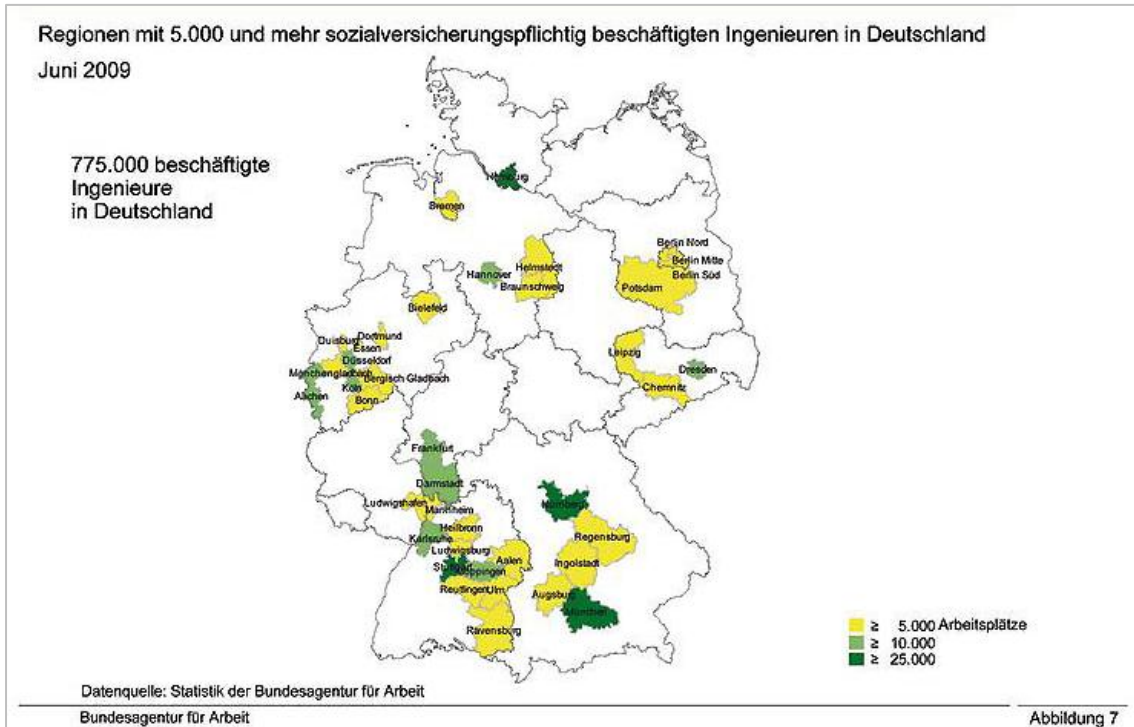 Regionen mit 5.000 und mehr sozialversicherungspflichtig beschäftigten Ingenieuren in Deutschland
Juni 2009
775.000 beschäftigte
Ingenieure
in Deutschland
Hamburg
Bremen
Berlin Nord
Berlin Mitte
Berlin Süd
Helmstedt
Hannover
Braunschweig
Potsdam
Bielefeld
Dortmund
Duisburg
Essen
Düsseldorf
Leipzig
Dresden
Mönchengladbach
Bergisch Gladbach
Köln
Chemnitz
Aachen
Bonn
Frankfurt
Darmstadt
Ludwigshafen
Mannheim
Nürnberg
Heilbronn
Karlsruhe
Regensburg
Ludwigsburg
Aalen
Stuttgart
Göppingen
Ingolstadt
Reutlingen
Ulm
Augsburg
München
Ravensburg
≥ 5.000 Arbeitsplätze
≥ 10.000
≥ 25.000
Datenquelle: Statistik der Bundesagentur für Arbeit
Bundesagentur für Arbeit
Abbildung 7